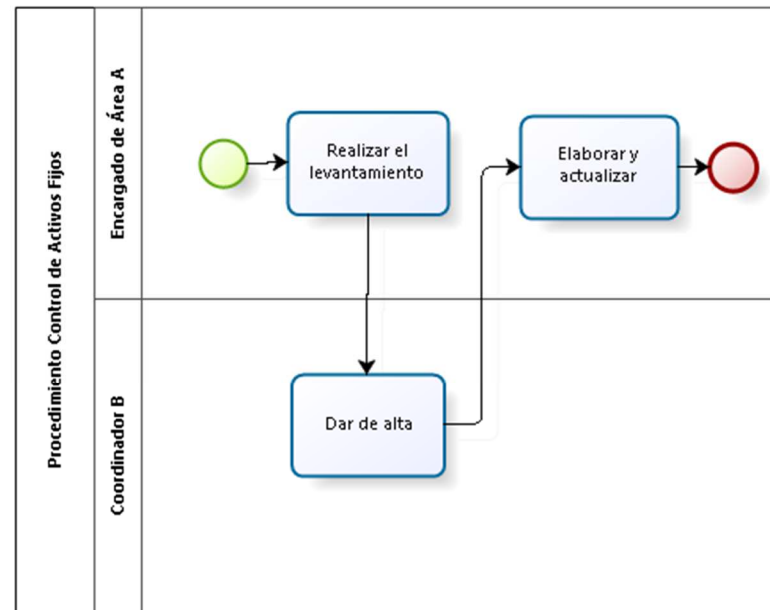 Procedimiento Control de Activos Fijos
Encargado de Área A
Realizar el
levantamiento
Elaborar y
actualizar
Coordinador B
Dar de alta